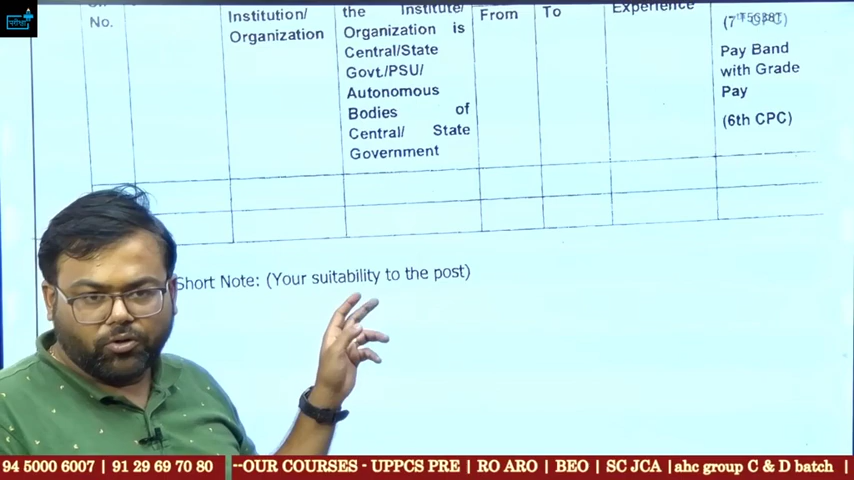 परीक्षा
No.
Institution/
Organization
the Institute/
Organization is
Central/State
Govt./PSU/
Autonomous
Bodies of
Central/ State
Government
From
To
Experience
Pay Band
with Grade
Pay
(6th CPC)
Short Note: (Your suitability to the post)
94 5000 6007 | 91 29 69 70 80
--OUR COURSES - UPPCS PRE | RO ARO | BEO | SC JCA |ahc group C & D batch |